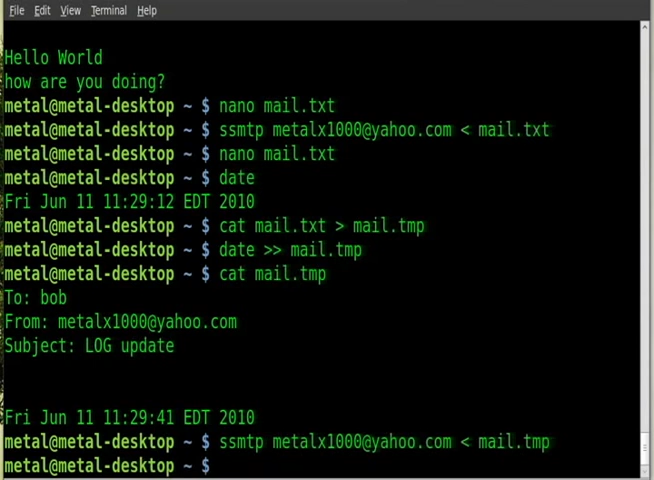 File Edit View Terminal Help
Hello World
how are you doing?
metal@metal-desktop ~ $ nano mail.txt
metal@metal-desktop ~ $ ssmtp metalx1000@yahoo.com < mail.txt
metal@metal-desktop ~ $ nano mail.txt
metal@metal-desktop ~ $ date
Fri Jun 11 11:29:12 EDT 2010
metal@metal-desktop ~ $ cat mail.txt > mail.tmp
metal@metal-desktop ~ $ date >> mail.tmp
metal@metal-desktop ~ $ cat mail.tmp
To: bob
From: metalx1000@yahoo.com
Subject: LOG update
Fri Jun 11 11:29:41 EDT 2010
metal@metal-desktop ~ $ ssmtp metalx1000@yahoo.com < mail.tmp
metal@metal-desktop ~ $